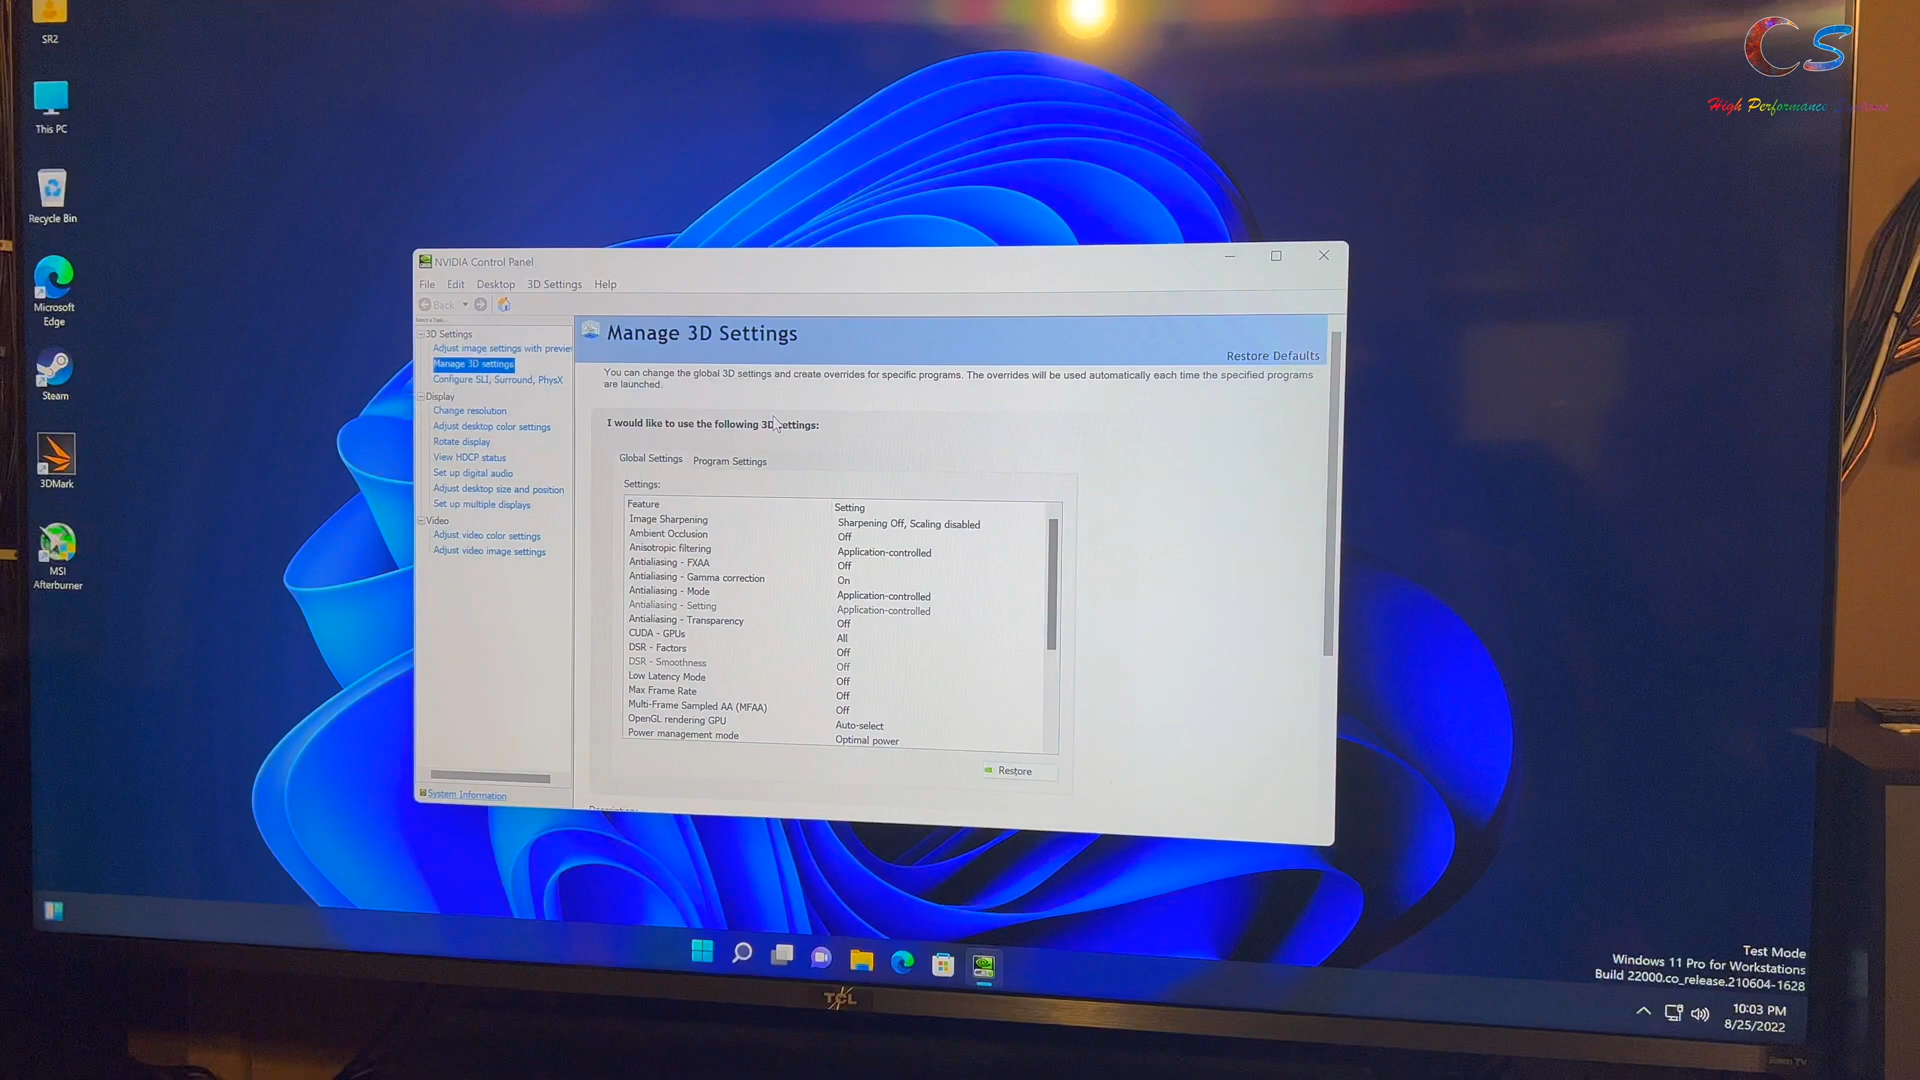 SR2
This PC
Recycle Bin
Microsoft
Edge
Steam
3DMark
MSI
Afterburner
CS
High Performance
NVIDIA Control Panel
File Edit Desktop 3D Settings Help
Back
3D Settings
Adjust image settings with preview
Manage 3D settings
Configure SLI, Surround, PhysX
Display
Change resolution
Adjust desktop color settings
Rotate display
View HDCP status
Set up digital audio
Adjust desktop size and position
Set up multiple displays
Video
Adjust video color settings
Adjust video image settings
System Information
Manage 3D Settings
Restore Defaults
You can change the global 3D settings and create overrides for specific programs. The overrides will be used automatically each time the specified programs
are launched.
I would like to use the following 3D settings:
Global Settings Program Settings
Settings:
Feature Setting
Image Sharpening Sharpening Off, Scaling disabled
Ambient Occlusion Off
Anisotropic filtering Application-controlled
Antialiasing - FXAA Off
Antialiasing - Gamma correction On
Antialiasing - Mode Application-controlled
Antialiasing - Setting Application-controlled
Antialiasing - Transparency Off
CUDA - GPUs All
DSR - Factors Off
DSR - Smoothness Off
Low Latency Mode Off
Max Frame Rate Off
Multi-Frame Sampled AA (MFAA) Off
OpenGL rendering GPU Auto-select
Power management mode Optimal power
Restore
Test Mode
Windows 11 Pro for Workstations
Build 22000.co_release.210604-1628
10:03 PM
8/25/2022
TCL
Roku TV